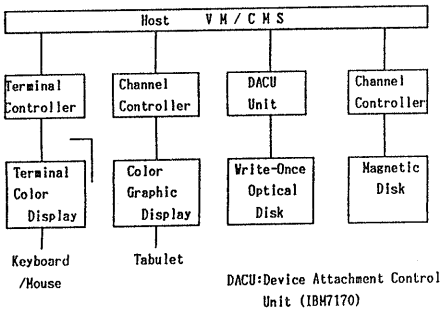 Host VM/CMS
Terminal
Controller
Channel
Controller
DACU
Unit
Channel
Controller
Terminal
Color
Display
Color
Graphic
Display
Write-Once
Optical
Disk
Magnetic
Disk
Keyboard
/Mouse
Tabulet
DACU:Device Attachment Control
Unit (IBM7170)